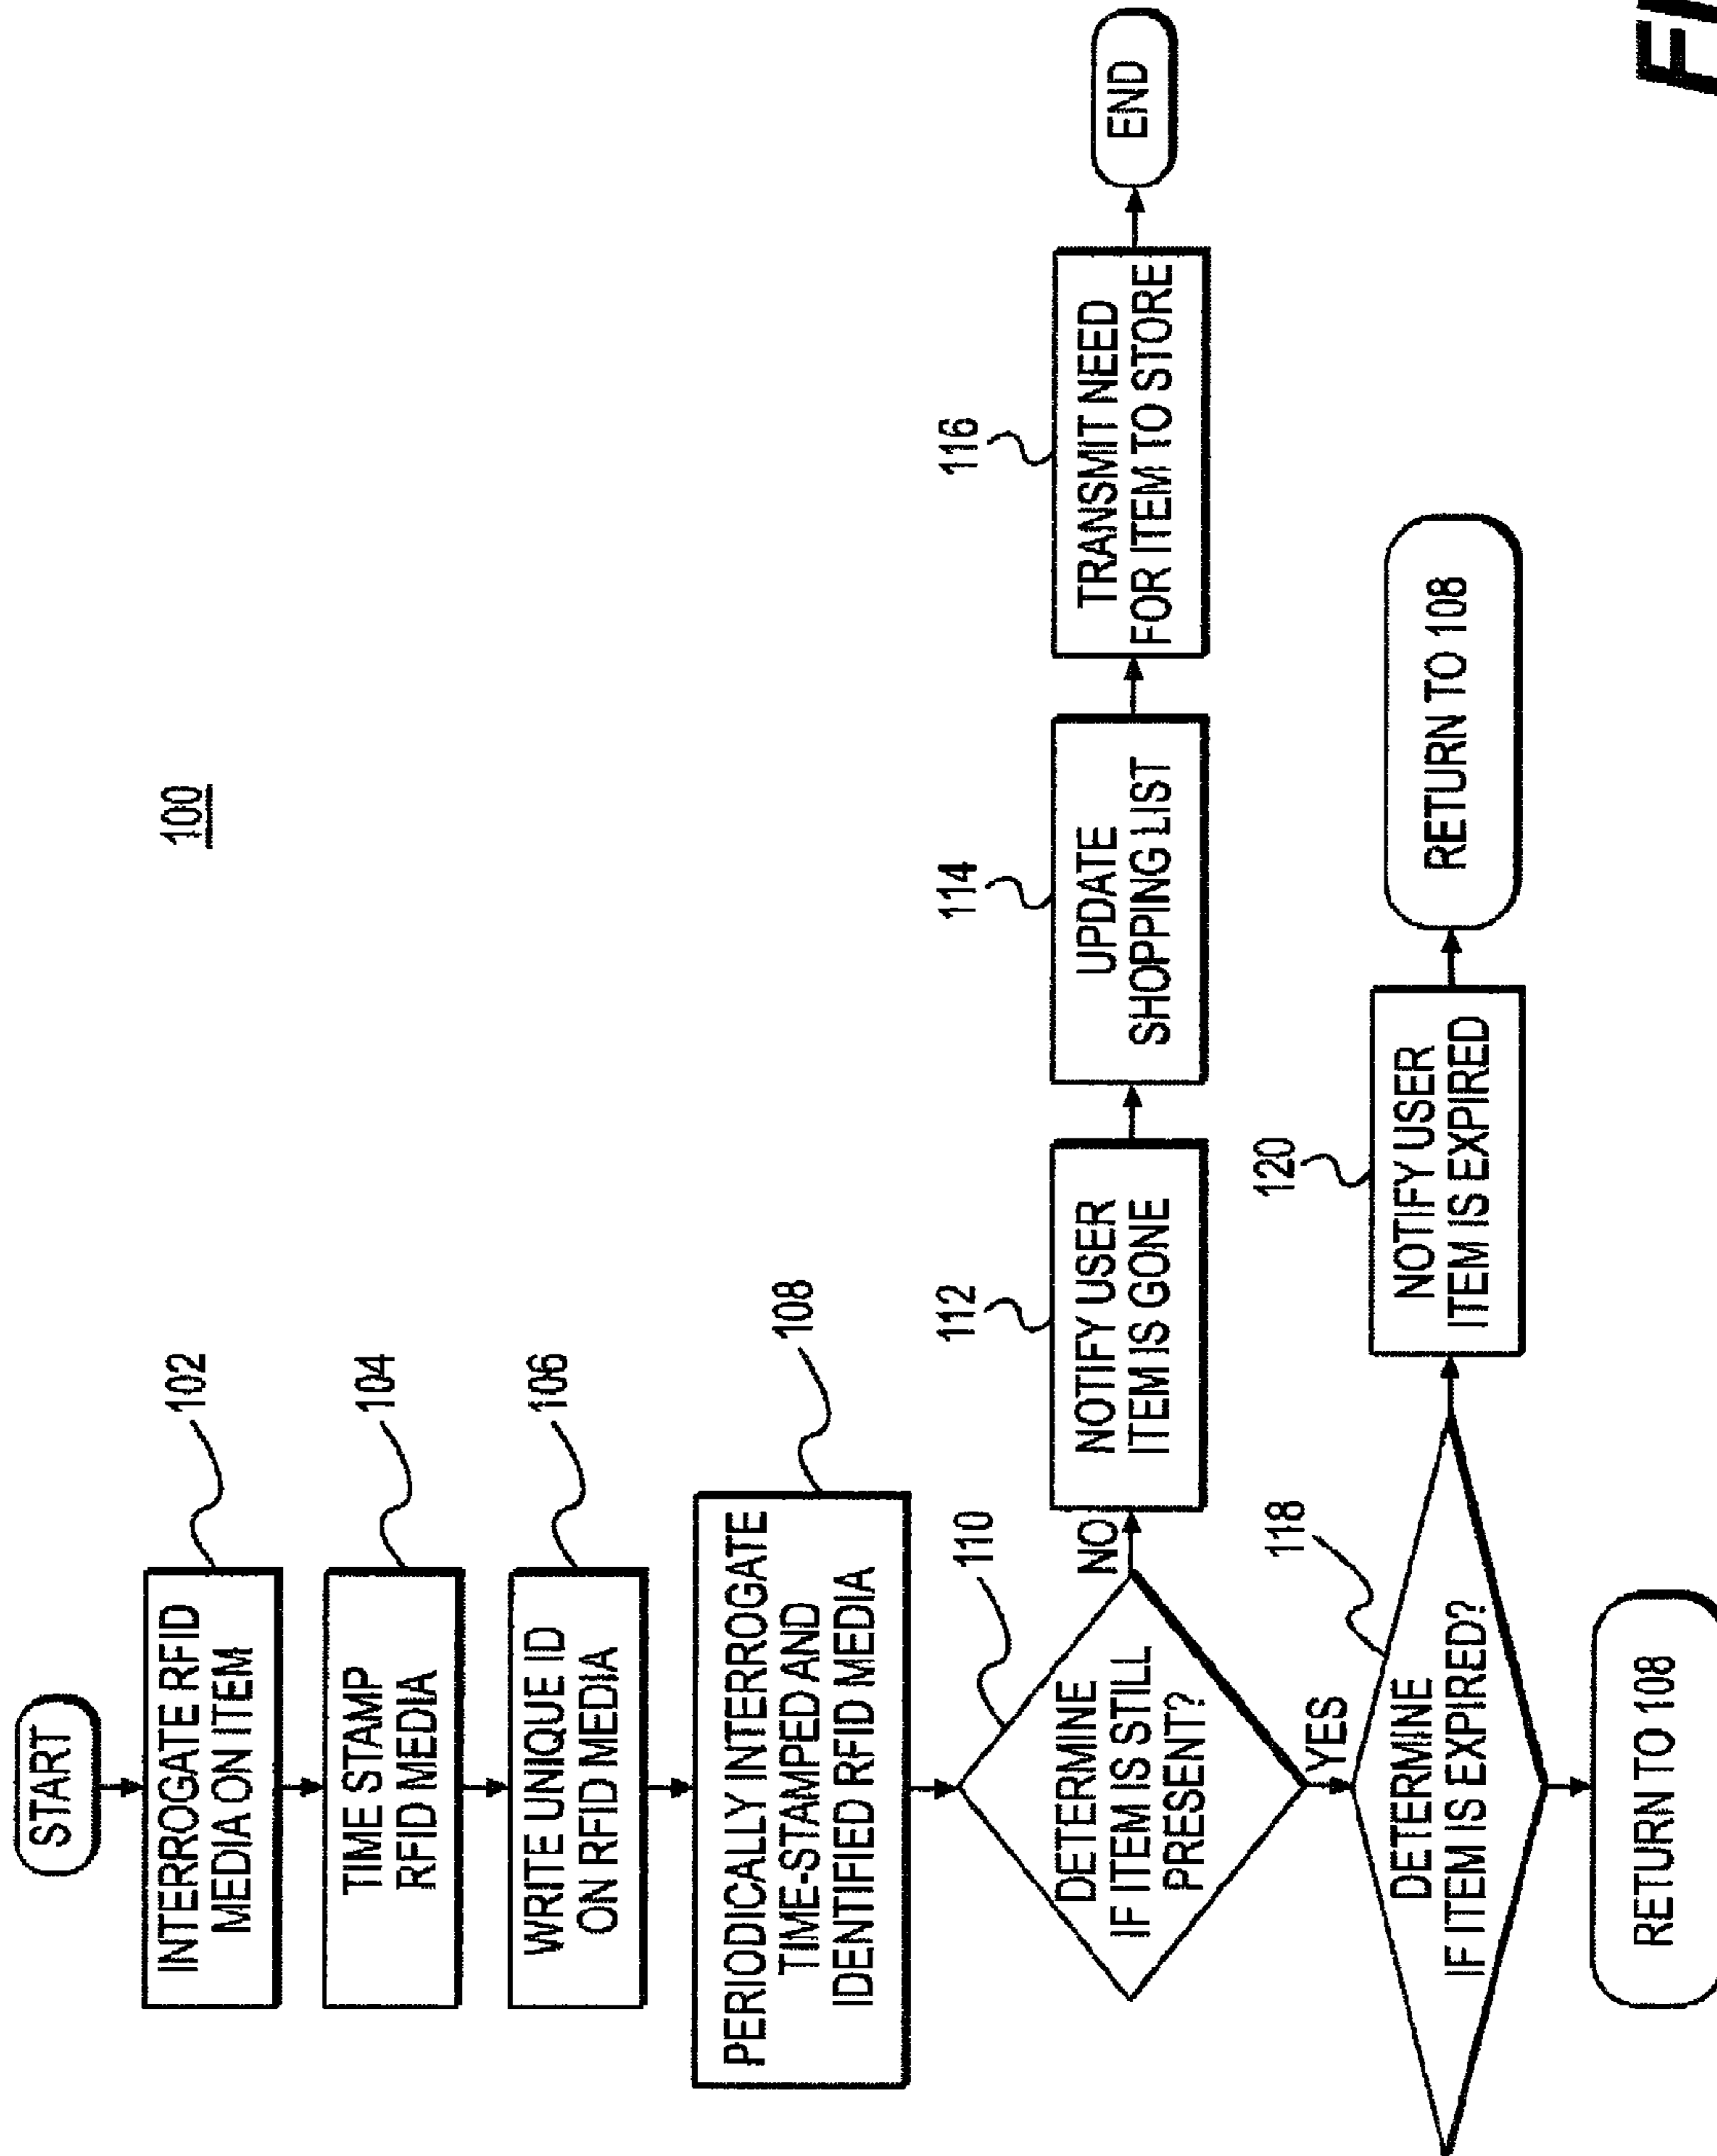 100
START
INTERROGATE RFID
MEDIA ON ITEM
102
TIME STAMP
RFID MEDIA
104
WRITE UNIQUE ID
ON RFID MEDIA
106
PERIODICALLY INTERROGATE
TIME-STAMPED AND
IDENTIFIED RFID MEDIA
108
DETERMINE
IF ITEM IS STILL
PRESENT?
110
NO
NOTIFY USER
ITEM IS GONE
112
UPDATE
SHOPPING LIST
114
TRANSMIT NEED
FOR ITEM TO STORE
116
END
YES
DETERMINE
IF ITEM IS EXPIRED?
118
NOTIFY USER
ITEM IS EXPIRED
120
RETURN TO 108
RETURN TO 108